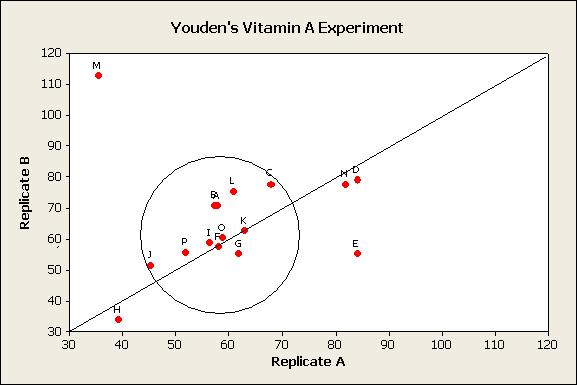 Youden's Vitamin A Experiment
Replicate B
120
110
100
90
80
70
60
50
40
30
M
C
N
D
L
B
A
K
O
I
F
G
E
P
J
H
30
40
50
60
70
80
90
100
110
120
Replicate A